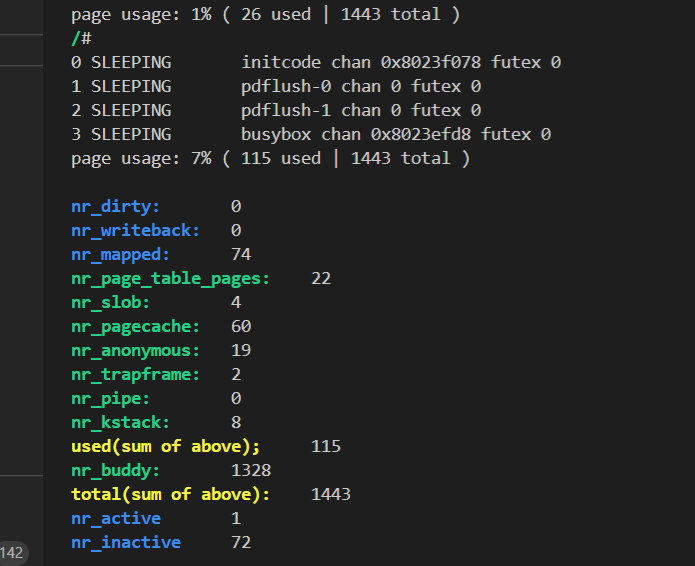 page usage: 1% ( 26 used | 1443 total )
/#
0 SLEEPING       initcode chan 0x8023f078 futex 0
1 SLEEPING       pdflush-0 chan 0 futex 0
2 SLEEPING       pdflush-1 chan 0 futex 0
3 SLEEPING       busybox chan 0x8023efd8 futex 0
page usage: 7% ( 115 used | 1443 total )
nr_dirty:       0
nr_writeback:   0
nr_mapped:      74
nr_page_table_pages:    22
nr_slob:        4
nr_pagecache:   60
nr_anonymous:   19
nr_trapframe:   2
nr_pipe:        0
nr_kstack:      8
used(sum of above);     115
nr_buddy:       1328
total(sum of above):    1443
nr_active       1
nr_inactive     72
142